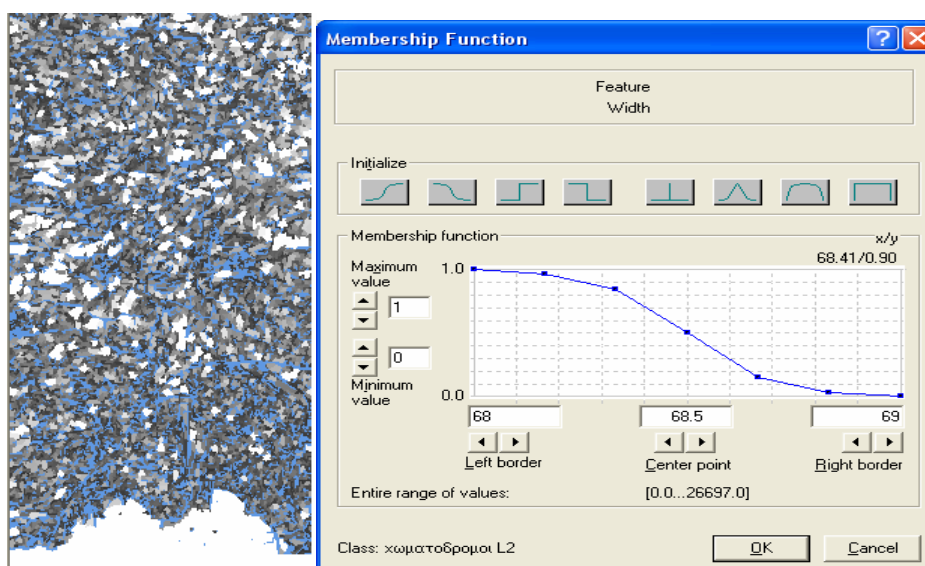 Membership Function
Feature
Width
Initialize
Membership function
x/y
68.41/0.90
Maximum
value
1
1.0
0
Minimum
value
0.0
68
68.5
69
Left border
Center point
Right border
Entire range of values:
[0.0...26697.0]
Class: χωματοδρομοι L2
OK
Cancel